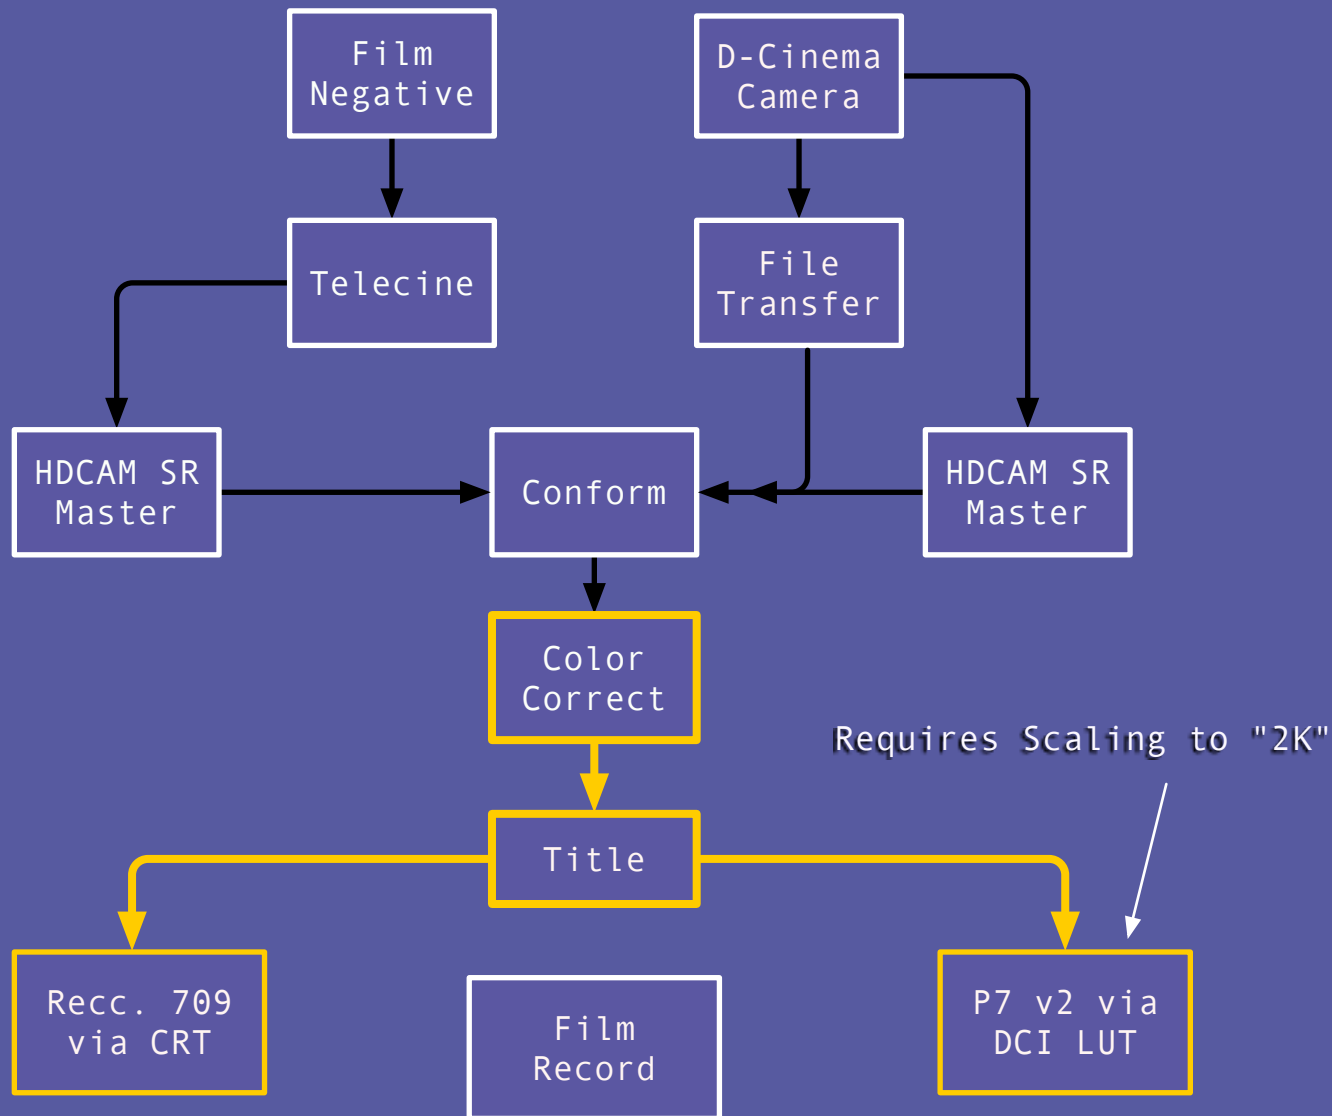 Film
Negative
D-Cinema
Camera
Telecine
File
Transfer
HDCAM SR
Master
Conform
HDCAM SR
Master
Color
Correct
Requires Scaling to "2K"
Title
Recc. 709
via CRT
Film
Record
P7 v2 via
DCI LUT